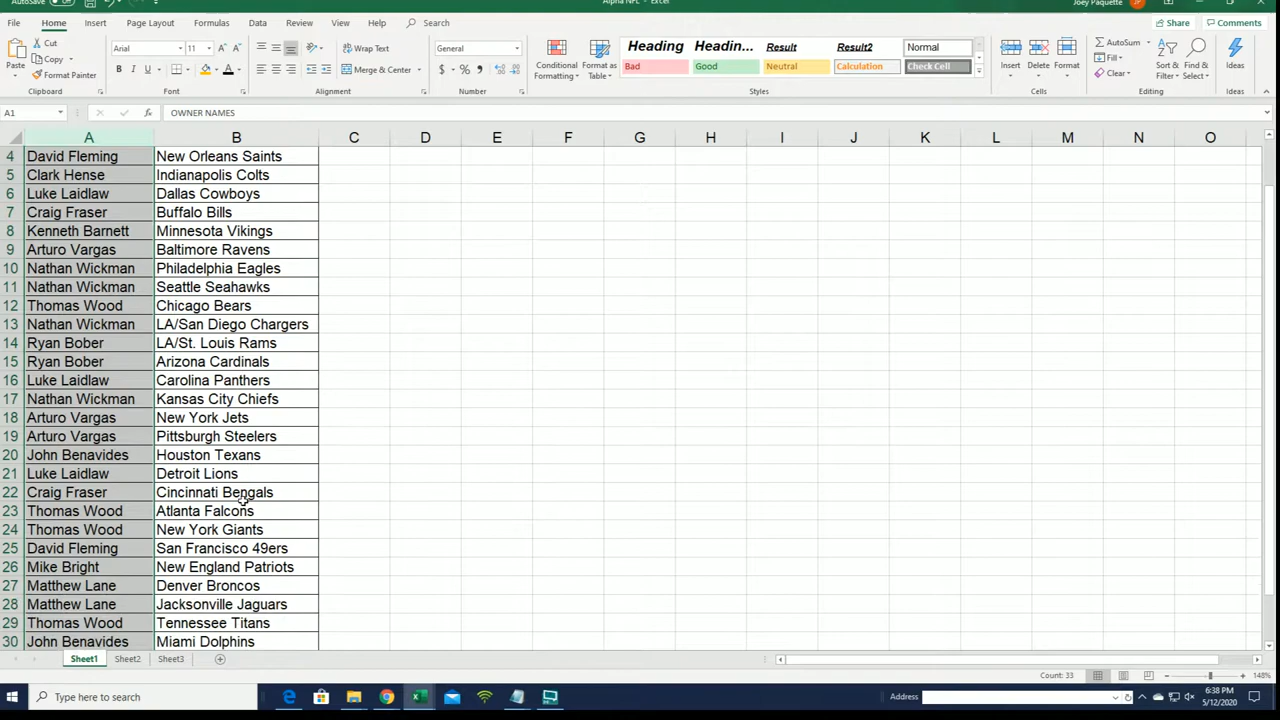 AutoSave Off Alpha NFL - Excel Joey Paquette JP
File Home Insert Page Layout Formulas Data Review View Help Search Share Comments
Paste Cut Copy Format Painter Clipboard
Arial 11 B I U A Font
Wrap Text Merge & Center Alignment
General $ % Number
Conditional Formatting Format as Table
Heading Headin... Result Result2 Normal
Bad Good Neutral Calculation Check Cell
Styles
Insert Delete Format Cells
AutoSum Fill Clear Sort & Filter Find & Select Editing
Ideas Ideas
A1 fx OWNER NAMES
A B C D E F G H I J K L M N O
4 David Fleming New Orleans Saints
5 Clark Hense Indianapolis Colts
6 Luke Laidlaw Dallas Cowboys
7 Craig Fraser Buffalo Bills
8 Kenneth Barnett Minnesota Vikings
9 Arturo Vargas Baltimore Ravens
10 Nathan Wickman Philadelphia Eagles
11 Nathan Wickman Seattle Seahawks
12 Thomas Wood Chicago Bears
13 Nathan Wickman LA/San Diego Chargers
14 Ryan Bober LA/St. Louis Rams
15 Ryan Bober Arizona Cardinals
16 Luke Laidlaw Carolina Panthers
17 Nathan Wickman Kansas City Chiefs
18 Arturo Vargas New York Jets
19 Arturo Vargas Pittsburgh Steelers
20 John Benavides Houston Texans
21 Luke Laidlaw Detroit Lions
22 Craig Fraser Cincinnati Bengals
23 Thomas Wood Atlanta Falcons
24 Thomas Wood New York Giants
25 David Fleming San Francisco 49ers
26 Mike Bright New England Patriots
27 Matthew Lane Denver Broncos
28 Matthew Lane Jacksonville Jaguars
29 Thomas Wood Tennessee Titans
30 John Benavides Miami Dolphins
Sheet1 Sheet2 Sheet3
Count: 33 148%
Type here to search Address 6:38 PM
5/12/2020